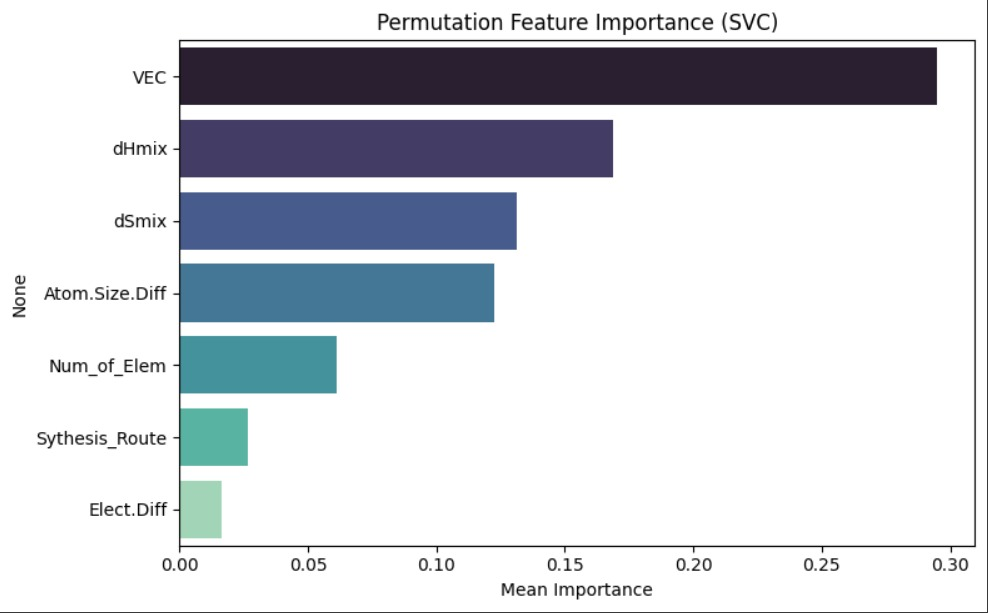 Permutation Feature Importance (SVC)
VEC
dHmix
dSmix
Atom.Size.Diff
Num_of_Elem
Sythesis_Route
Elect.Diff
None
0.00 0.05 0.10 0.15 0.20 0.25 0.30
Mean Importance